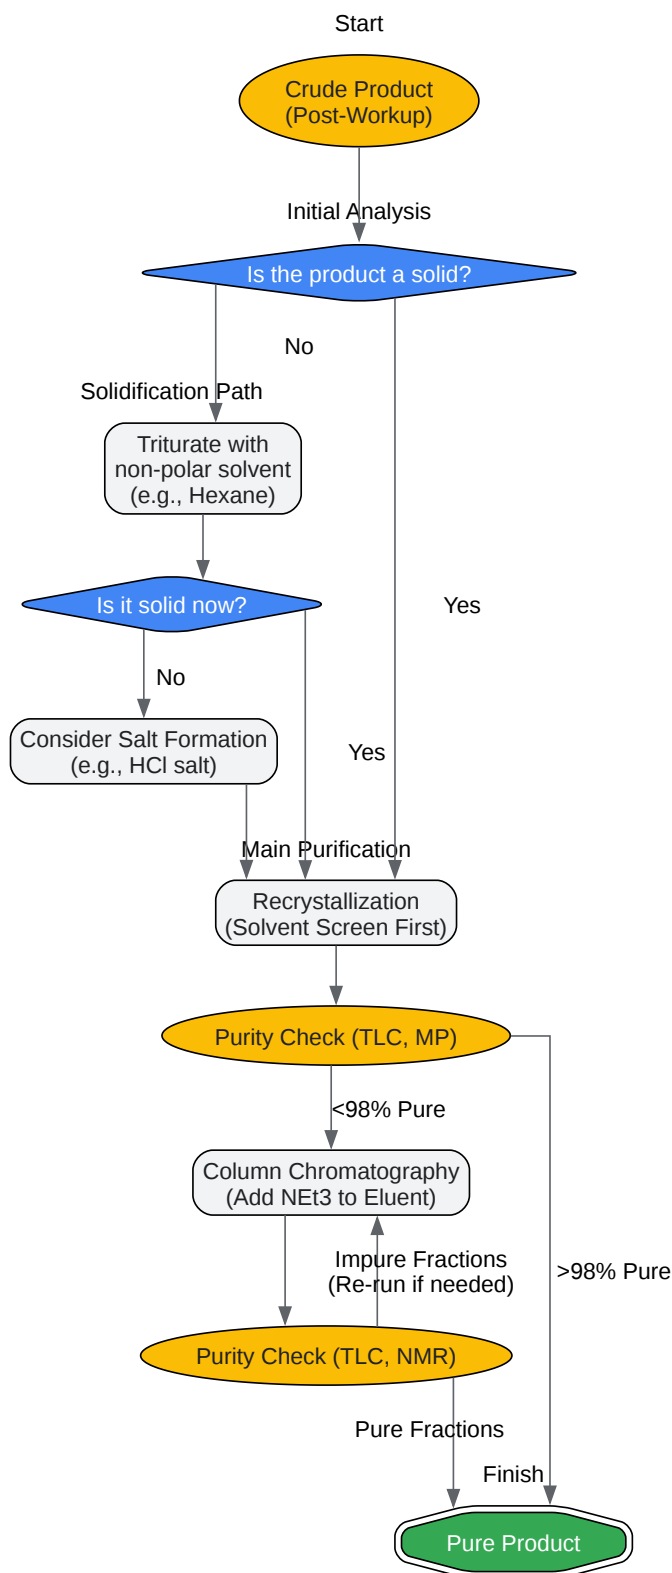 Start
Crude Product
(Post-Workup)
Initial Analysis
Is the product a solid?
No
Solidification Path
Triturate with
non-polar solvent
(e.g., Hexane)
Is it solid now?
Yes
No
Consider Salt Formation
(e.g., HCl salt)
Yes
Main Purification
Recrystallization
(Solvent Screen First)
Purity Check (TLC, MP)
<98% Pure
Column Chromatography
(Add NEt3 to Eluent)
Impure Fractions
(Re-run if needed)
>98% Pure
Purity Check (TLC, NMR)
Pure Fractions
Finish
Pure Product